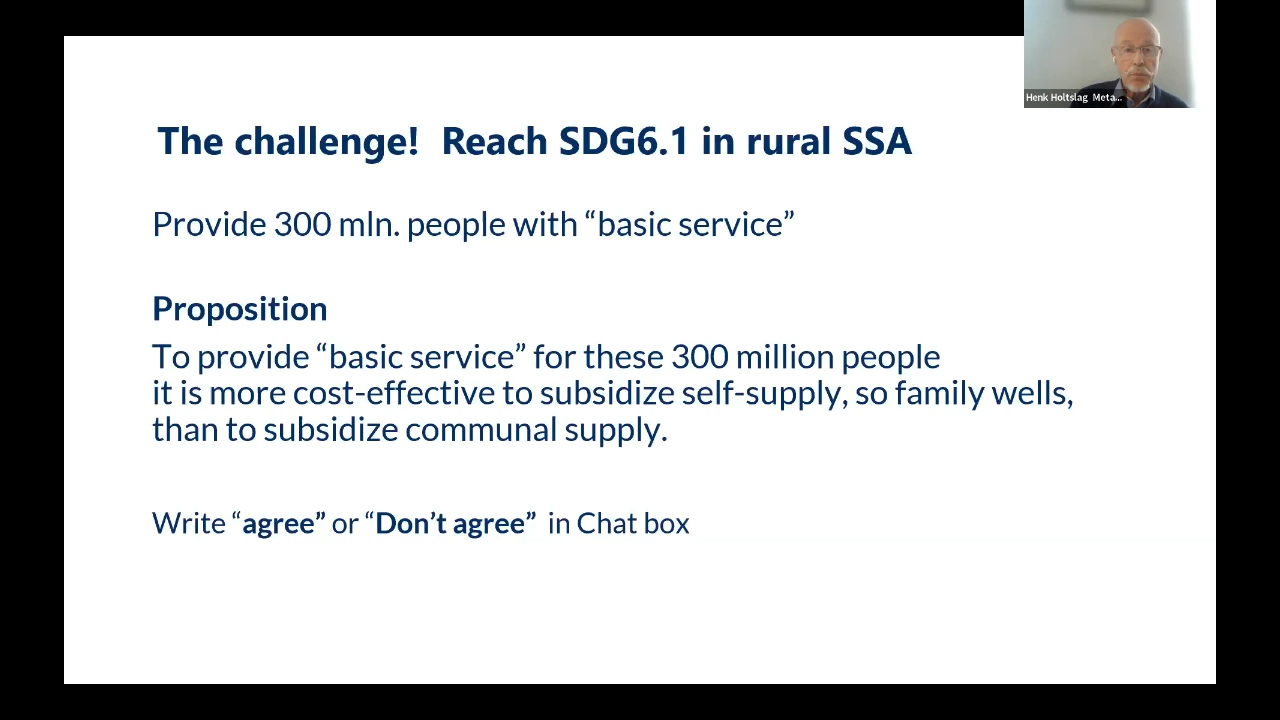 Henk Holtslag Meta...
The challenge! Reach SDG6.1 in rural SSA
Provide 300 mln. people with “basic service”
Proposition
To provide “basic service” for these 300 million people
it is more cost-effective to subsidize self-supply, so family wells,
than to subsidize communal supply.
Write “agree” or “Don’t agree” in Chat box